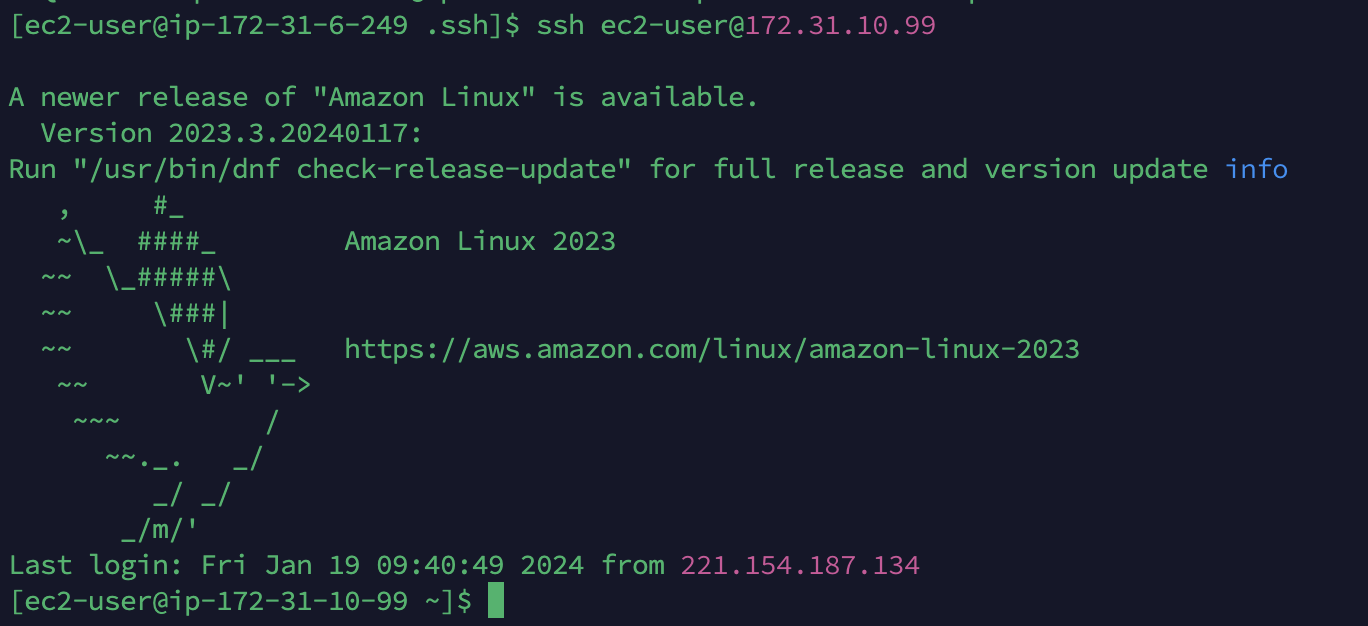 [ec2-user@ip-172-31-6-249 .ssh]$ ssh ec2-user@172.31.10.99
A newer release of "Amazon Linux" is available.
  Version 2023.3.20240117:
Run "/usr/bin/dnf check-release-update" for full release and version update info
   ,     #_
   ~\_  ####_        Amazon Linux 2023
  ~~  \_#####\
  ~~     \###|
  ~~       \#/ ___   https://aws.amazon.com/linux/amazon-linux-2023
   ~~       V~' '->
    ~~~         /
      ~~._.   _/
         _/ _/
       _/m/'
Last login: Fri Jan 19 09:40:49 2024 from 221.154.187.134
[ec2-user@ip-172-31-10-99 ~]$